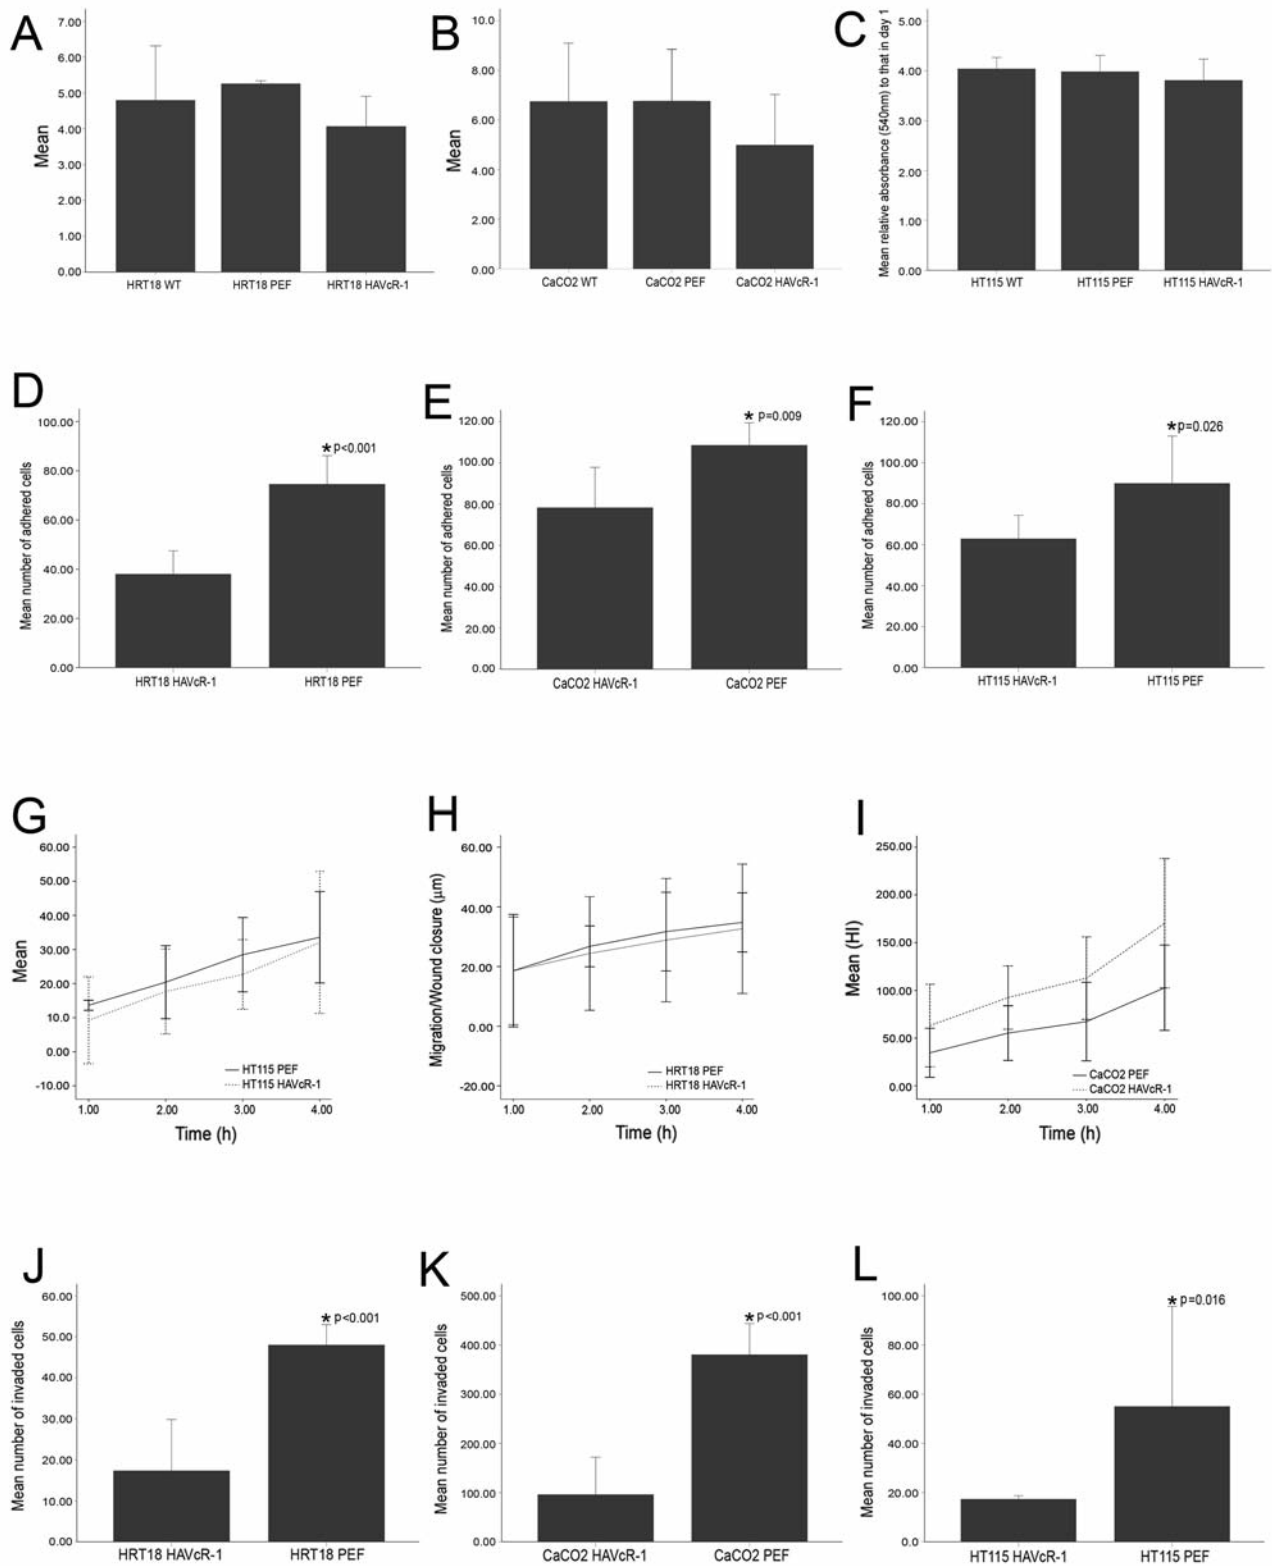 A
7.00
6.00
5.00
4.00
3.00
2.00
1.00
0.00
Mean
HRT18 WT
HRT18 PEF
HRT18 HAVcR-1
B
10.0
8.00
6.00
4.00
2.00
0.00
Mean
CaCO2 WT
CaCO2 PEF
CaCO2 HAVcR-1
C
5.00
4.00
3.00
2.00
1.00
0.00
Mean relative absorbance (540nm) to that in day 1
HT115 WT
HT115 PEF
HT115 HAVcR-1
D
100.00
80.00
60.00
40.00
20.00
0.00
Mean number of adhered cells
* p<0.001
HRT18 HAVcR-1
HRT18 PEF
E
120.00
100.00
80.00
60.00
40.00
20.00
0.00
Mean number of adhered cells
* p=0.009
CaCO2 HAVcR-1
CaCO2 PEF
F
120.00
100.00
80.00
60.00
40.00
20.00
0.00
Mean number of adhered cells
*p=0.026
HT115 HAVcR-1
HT115 PEF
G
60.00
50.00
40.00
30.00
20.00
10.0
0.00
-10.00
Mean
HT115 PEF
HT115 HAVcR-1
1.00
2.00
3.00
4.00
Time (h)
H
60.00
40.00
20.00
0.00
-20.00
Migration/Wound closure (μm)
HRT18 PEF
HRT18 HAVcR-1
1.00
2.00
3.00
4.00
Time (h)
I
250.00
200.00
150.00
100.00
50.00
0.00
Mean (HI)
CaCO2 PEF
CaCO2 HAVcR-1
1.00
2.00
3.00
4.00
Time (h)
J
60.00
50.00
40.00
30.00
20.00
10.00
0.00
Mean number of invaded cells
* p<0.001
HRT18 HAVcR-1
HRT18 PEF
K
500.00
400.00
300.00
200.00
100.00
0.00
Mean number of invaded cells
* p<0.001
CaCO2 HAVcR-1
CaCO2 PEF
L
100.00
80.00
60.00
40.00
20.00
0.0
Mean number of invaded cells
* p=0.016
HT115 HAVcR-1
HT115 PEF